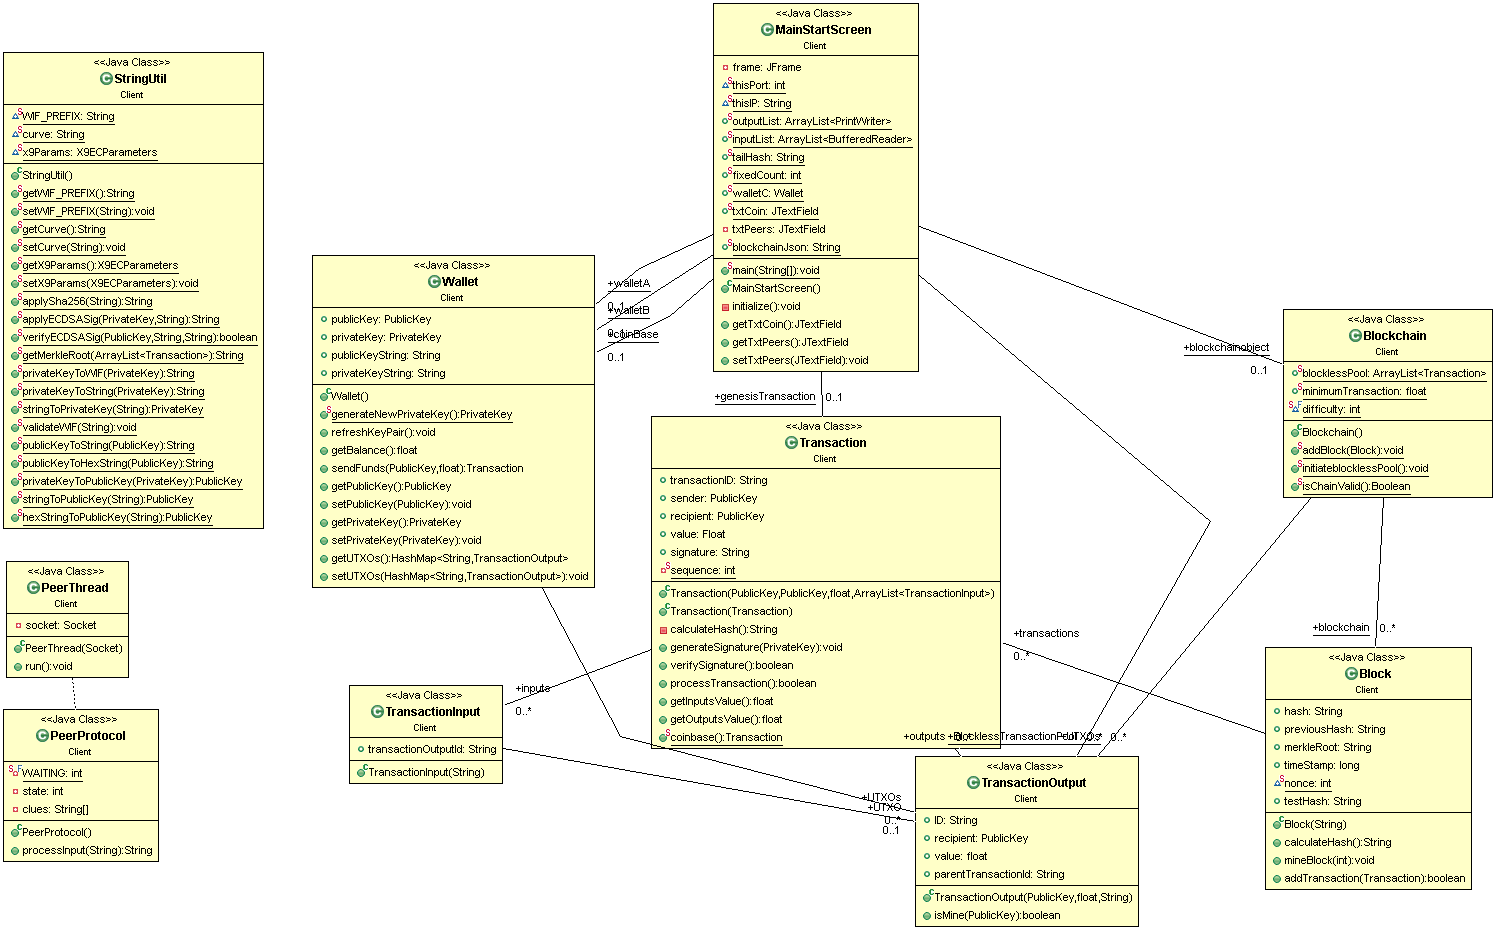 <<Java Class>>
StringUtil
Client
WIF_PREFIX: String
curve: String
x9Params: X9ECParameters
StringUtil()
getWIF_PREFIX():String
setWIF_PREFIX(String):void
getCurve():String
setCurve(String):void
getX9Params():X9ECParameters
setX9Params(X9ECParameters):void
applySha256(String):String
applyECDSASig(PrivateKey,String):String
verifyECDSASig(PublicKey,String,String):boolean
getMerkleRoot(ArrayList<Transaction>):String
privateKeyToWIF(PrivateKey):String
privateKeyToString(PrivateKey):String
stringToPrivateKey(String):PrivateKey
validateWIF(String):void
publicKeyToString(PublicKey):String
publicKeyToHexString(PublicKey):String
privateKeyToPublicKey(PrivateKey):PublicKey
stringToPublicKey(String):PublicKey
hexStringToPublicKey(String):PublicKey
<<Java Class>>
PeerThread
Client
socket: Socket
PeerThread(Socket)
run():void
<<Java Class>>
PeerProtocol
Client
WAITING: int
state: int
clues: String[]
PeerProtocol()
processInput(String):String
<<Java Class>>
Wallet
Client
publicKey: PublicKey
privateKey: PrivateKey
publicKeyString: String
privateKeyString: String
Wallet()
generateNewPrivateKey():PrivateKey
refreshKeyPair():void
getBalance():float
sendFunds(PublicKey,float):Transaction
getPublicKey():PublicKey
setPublicKey(PublicKey):void
getPrivateKey():PrivateKey
setPrivateKey(PrivateKey):void
getUTXOs():HashMap<String,TransactionOutput>
setUTXOs(HashMap<String,TransactionOutput>):void
<<Java Class>>
MainStartScreen
Client
frame: JFrame
thisPort: int
thisIP: String
outputList: ArrayList<PrintWriter>
inputList: ArrayList<BufferedReader>
tailHash: String
fixedCount: int
walletC: Wallet
txtCoin: JTextField
txtPeers: JTextField
blockchainJson: String
main(String[]):void
MainStartScreen()
initialize():void
getTxtCoin():JTextField
getTxtPeers():JTextField
setTxtPeers(JTextField):void
+walletA
0..1
+walletB
0..1
+coinBase
0..1
+genesisTransaction 0..1
+blockchainobject
0..1
<<Java Class>>
Transaction
Client
transactionID: String
sender: PublicKey
recipient: PublicKey
value: Float
signature: String
sequence: int
Transaction(PublicKey,PublicKey,float,ArrayList<TransactionInput>)
Transaction(Transaction)
calculateHash():String
generateSignature(PrivateKey):void
verifySignature():boolean
processTransaction():boolean
getInputsValue():float
getOutputsValue():float
coinbase():Transaction
<<Java Class>>
Blockchain
Client
blocklessPool: ArrayList<Transaction>
minimumTransaction: float
difficulty: int
Blockchain()
addBlock(Block):void
initiateblocklessPool():void
isChainValid():Boolean
+blockchain 0..*
+transactions
0..*
<<Java Class>>
Block
Client
hash: String
previousHash: String
merkleRoot: String
timeStamp: long
nonce: int
testHash: String
Block(String)
calculateHash():String
mineBlock(int):void
addTransaction(Transaction):boolean
+inputs
0..*
<<Java Class>>
TransactionInput
Client
transactionOutputId: String
TransactionInput(String)
+outputs
0..*
+UTXOs
+UTXO
0..*
0..1
<<Java Class>>
TransactionOutput
Client
ID: String
recipient: PublicKey
value: float
parentTransactionId: String
TransactionOutput(PublicKey,float,String)
isMine(PublicKey):boolean